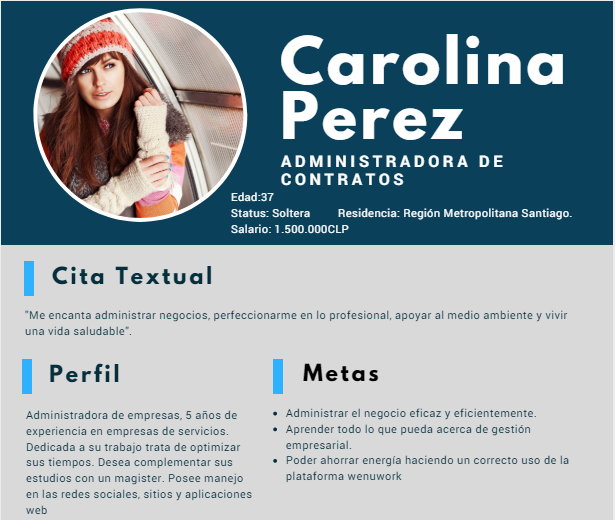 Carolina
Perez
ADMINISTRADORA DE
CONTRATOS
Edad:37
Status: Soltera Residencia: Región Metropolitana Santiago.
Salario: 1.500.000CLP
Cita Textual
"Me encanta administrar negocios, perfeccionarme en lo profesional, apoyar al medio ambiente y vivir
una vida saludable".
Perfil
Administradora de empresas, 5 años de
experiencia en empresas de servicios.
Dedicada a su trabajo trata de optimizar
sus tiempos. Desea complementar sus
estudios con un magister. Posee manejo
en las redes sociales, sitios y aplicaciones
web
Metas
• Administrar el negocio eficaz y eficientemente.
• Aprender todo lo que pueda acerca de gestión
empresarial.
• Poder ahorrar energía haciendo un correcto uso de la
plataforma wenuwork